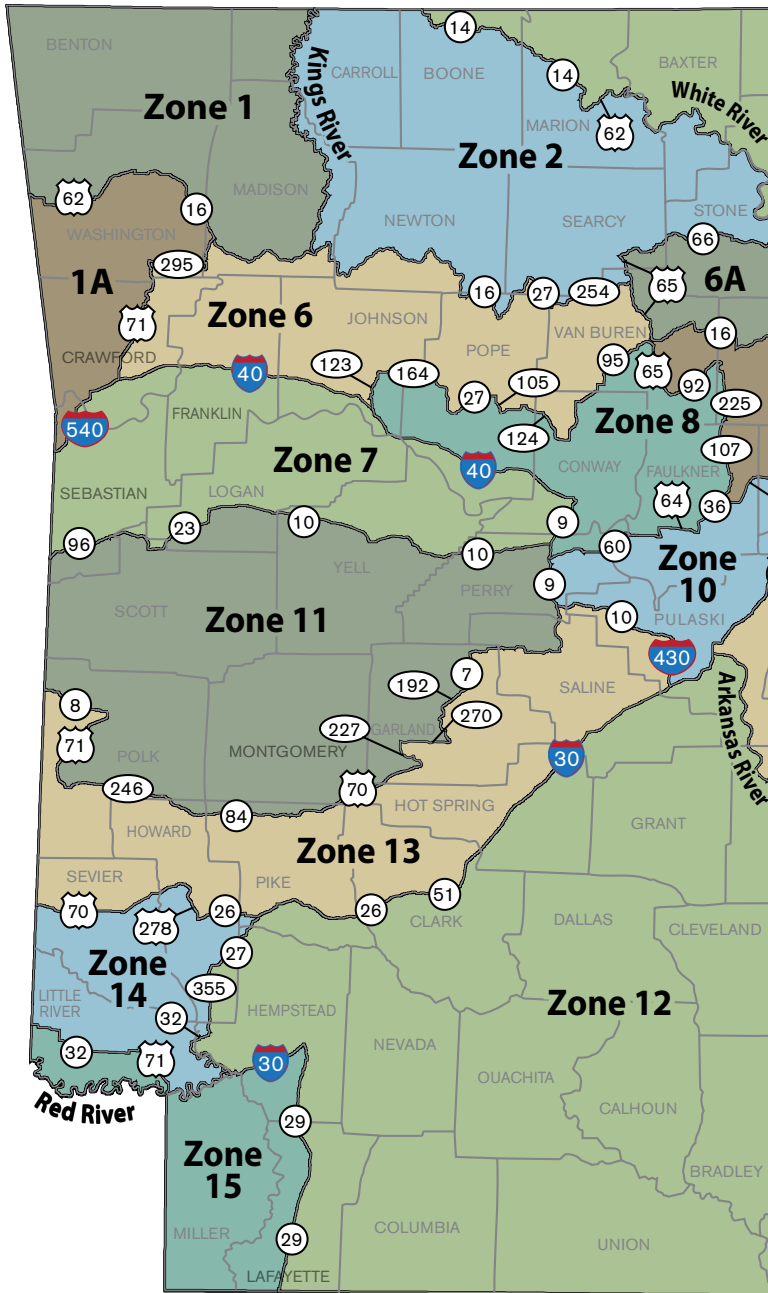 14
BENTON
Kings River
CARROLL
BOONE
BAXTER
14
White River
Zone 1
MARION
62
Zone 2
MADISON
62
16
NEWTON
SEARCY
STONE
WASHINGTON
66
295
1A
65
6A
16
27
254
Zone 6
JOHNSON
71
VAN BUREN
16
CRAWFORD
POPE
123
164
95
65
40
92
27
105
225
FRANKLIN
540
124
Zone 8
107
Zone 7
40
CONWAY
FAULKNER
SEBASTIAN
LOGAN
64
36
23
10
9
96
60
10
Zone
10
YELL
9
PERRY
SCOTT
Zone 11
10
PULASKI
430
192
7
SALINE
8
270
227
GARLAND
Arkansas River
71
POLK
MONTGOMERY
30
246
70
HOT SPRING
84
GRANT
HOWARD
Zone 13
SEVIER
PIKE
51
70
26
26
278
CLARK
DALLAS
CLEVELAND
27
Zone
14
355
LITTLE
RIVER
HEMPSTEAD
Zone 12
32
NEVADA
32
71
30
OUACHITA
Red River
CALHOUN
29
Zone
15
BRADLEY
MILLER
29
COLUMBIA
UNION
LAFAYETTE